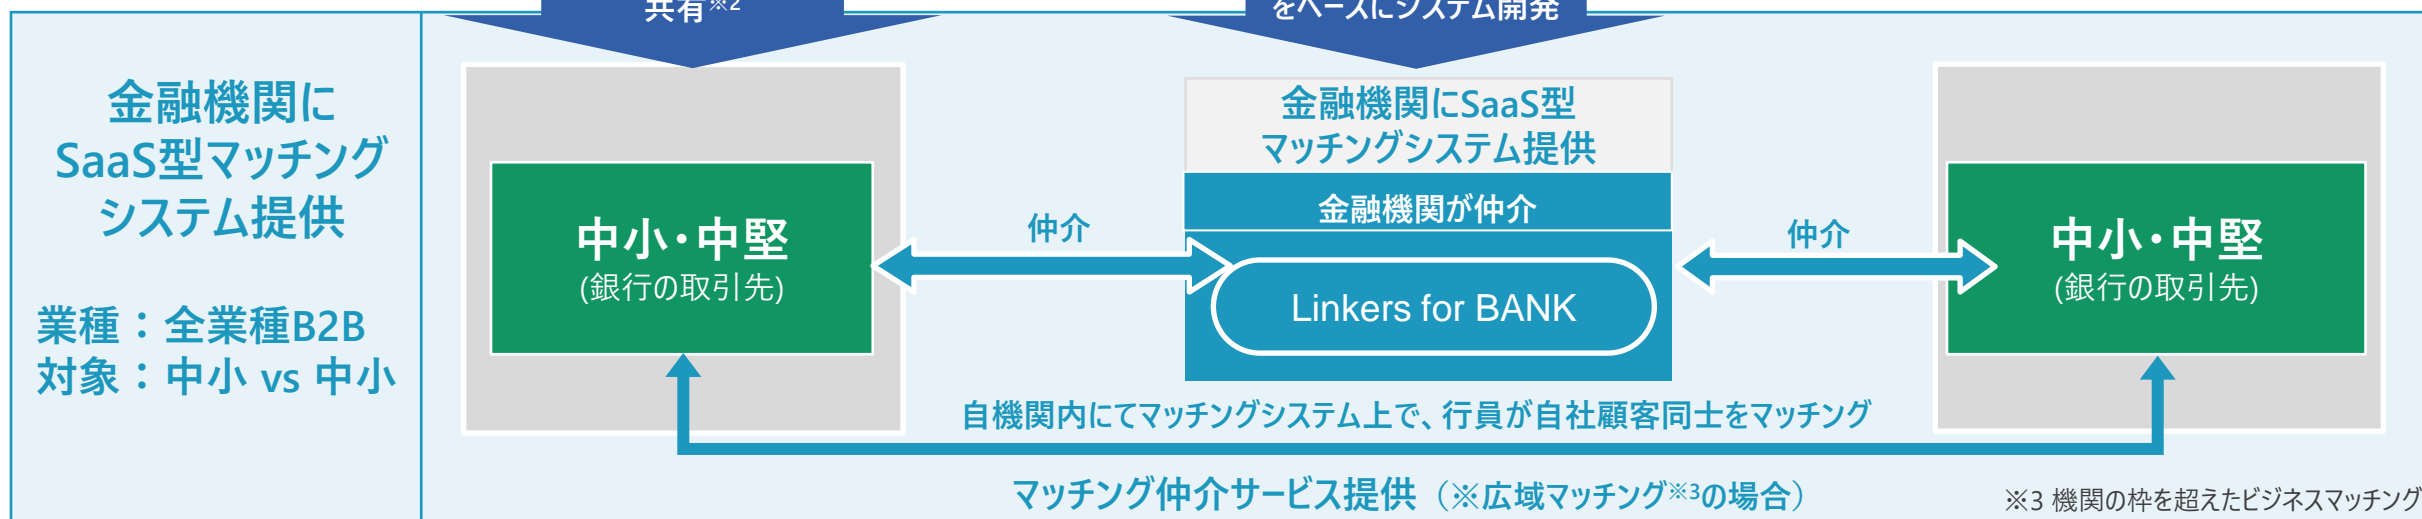 共有※2
をベースにシステム開発
金融機関に
SaaS型マッチング
システム提供
業種：全業種B2B
対象：中小 vs 中小
中小・中堅
(銀行の取引先)
仲介
金融機関にSaaS型
マッチングシステム提供
金融機関が仲介
Linkers for BANK
仲介
中小・中堅
(銀行の取引先)
自機関内にてマッチングシステム上で、行員が自社顧客同士をマッチング
マッチング仲介サービス提供（※広域マッチング※3の場合）
※3 機関の枠を超えたビジネスマッチング